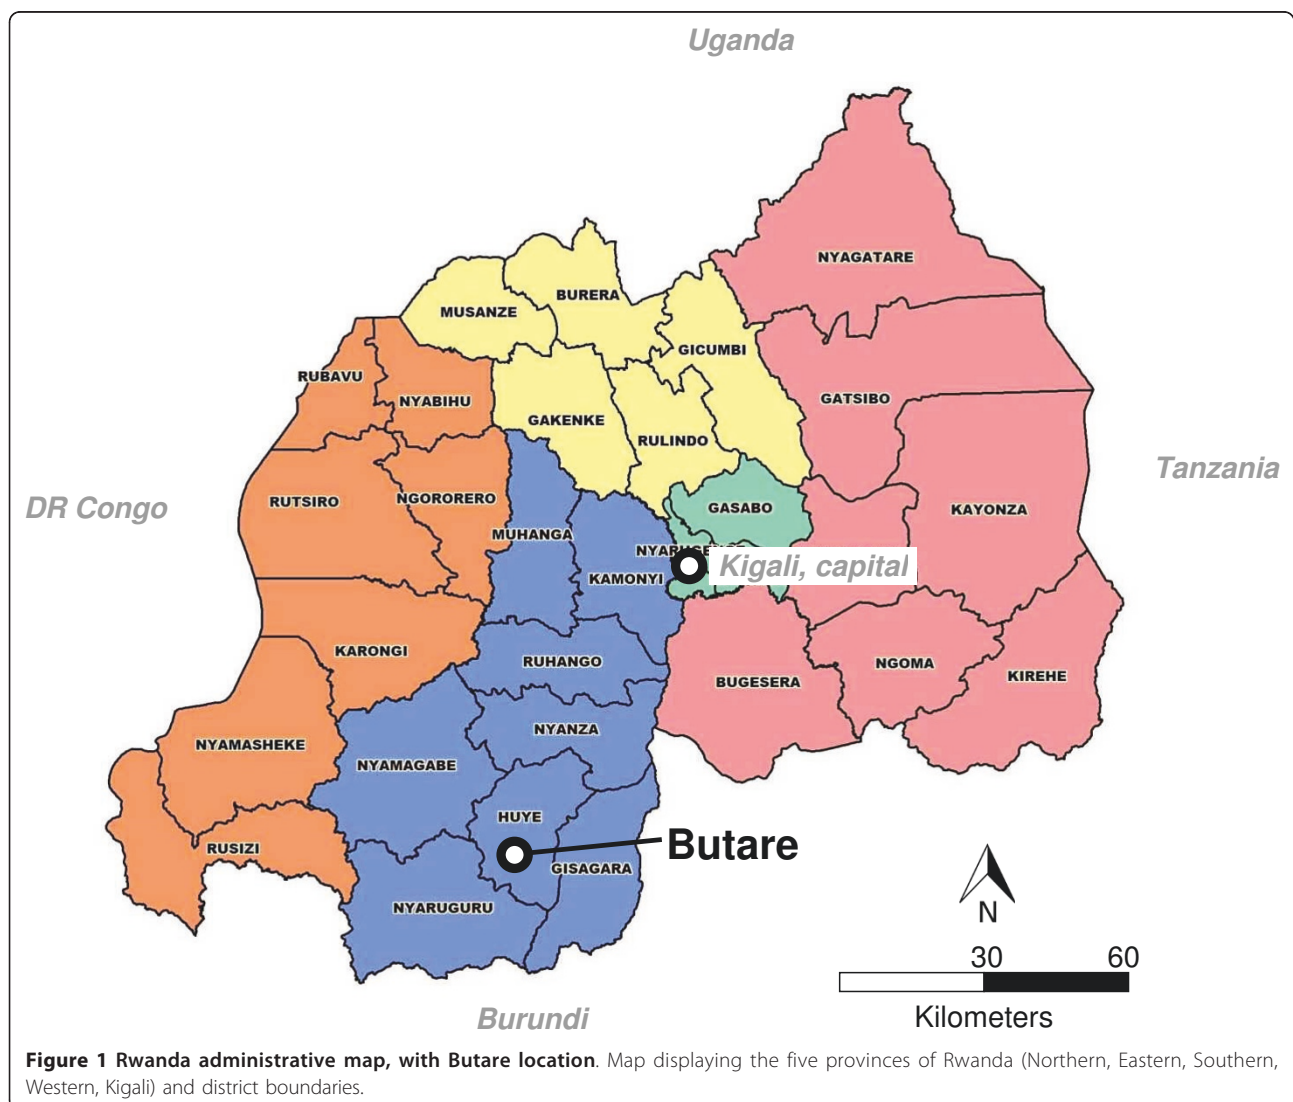 Uganda
NYAGATARE
BURERA
MUSANZE
GICUMBI
RUBAVU
NYABIHU
GATSIBO
GAKENKE
RULINDO
Tanzania
DR Congo
RUTSIRO
NGORORERO
GASABO
KAYONZA
MUHANGA
KAMONYI
Kigali, capital
KARONGI
RUHANGO
NGOMA
KIREHE
BUGESERA
NYANZA
NYAMASHEKE
NYAMAGABE
HUYE
Butare
RUSIZI
GISAGARA
NYARUGURU
N
30 60
Kilometers
Burundi
Figure 1 Rwanda administrative map, with Butare location. Map displaying the five provinces of Rwanda (Northern, Eastern, Southern,
Western, Kigali) and district boundaries.